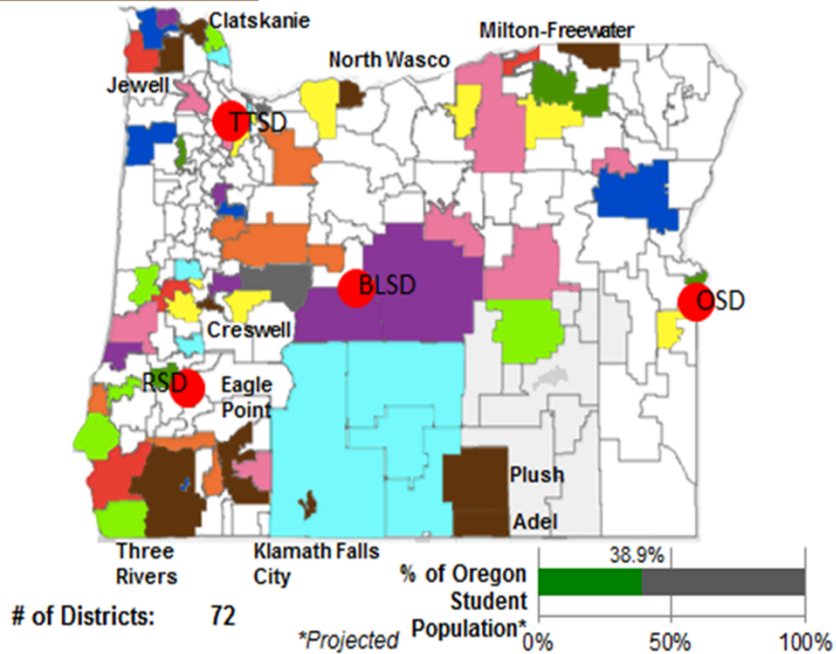 Clatskanie
Milton-Freewater
North Wasco
Jewell
TTSD
BLSD
OSD
Creswell
RSD
Eagle
Point
Plush
Adel
Three
Rivers
Klamath Falls
City
38.9%
% of Oregon
Student
Population*
0%
50%
100%
# of Districts: 72
*Projected